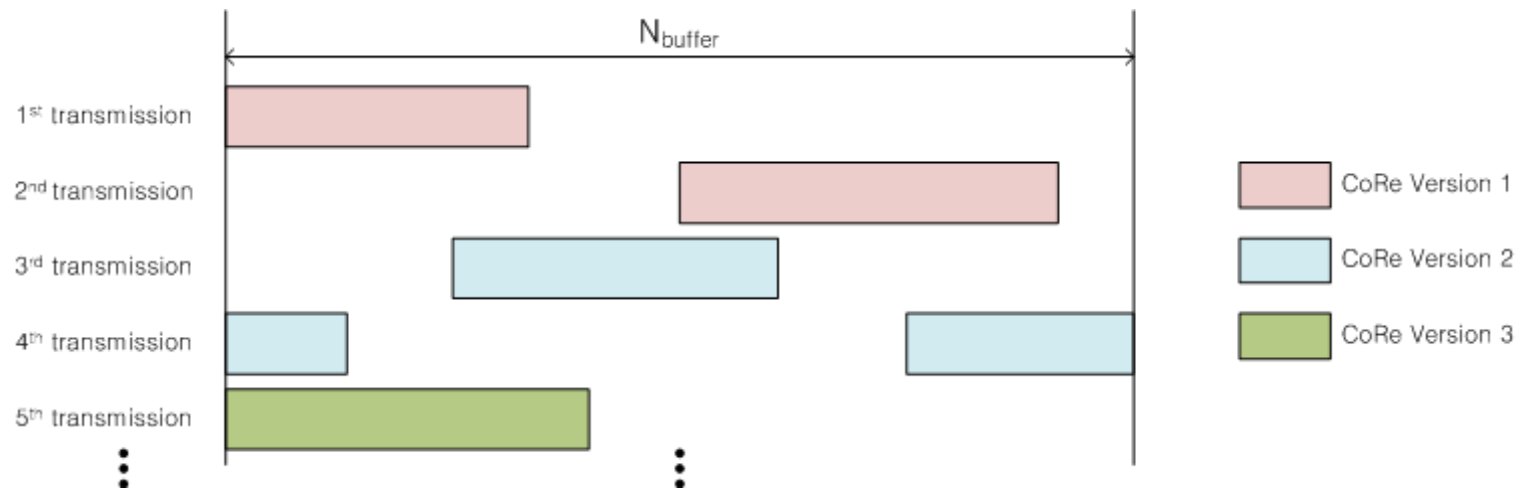 N_buffer
1st transmission
2nd transmission
3rd transmission
4th transmission
5th transmission
CoRe Version 1
CoRe Version 2
CoRe Version 3